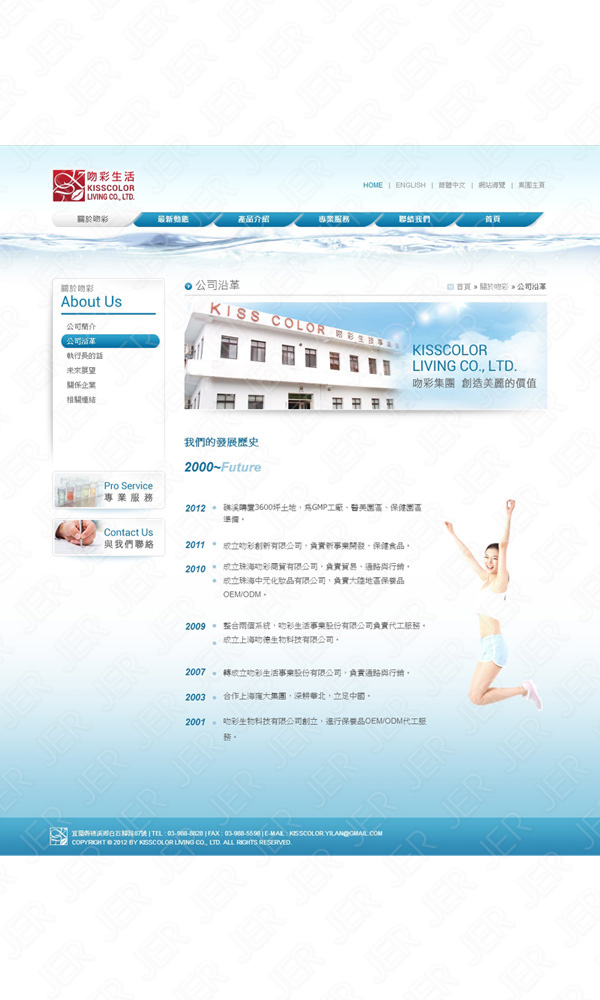 吻彩生活
KISSCOLOR
LIVING CO., LTD.
HOME | ENGLISH | 簡體中文 | 網站導覽 | 集團主頁
關於吻彩 最新動態 產品介紹 專業服務 聯絡我們 首頁
關於吻彩
About Us
公司簡介
公司沿革
執行長的話
未來展望
關係企業
相關連結
Pro Service
專業服務
Contact Us
與我們聯絡
公司沿革
首頁 » 關於吻彩 » 公司沿革
KISS COLOR 吻彩生技事
KISSCOLOR
LIVING CO., LTD.
吻彩集團 創造美麗的價值
我們的發展歷史
2000~Future
2012 礁溪購置3600坪土地，為GMP工廠、醫美園區、保健園區
準備。
2011 成立吻彩創新有限公司，負責新事業開發、保健食品。
2010 成立珠海吻彩商貿有限公司，負責貿易、通路與行銷。
成立珠海中元化妝品有限公司，負責大陸地區保養品
OEM/ODM。
2009 整合兩個系統，吻彩生活事業股份有限公司負責代工服務。
成立上海吻德生物科技有限公司。
2007 轉成立吻彩生活事業股份有限公司，負責通路與行銷。
2003 合作上海隆大集團，深耕華北，立足中國。
2001 吻彩生物科技有限公司創立，進行保養品OEM/ODM代工服
務。
宜蘭縣礁溪鄉白石腳路87號 | TEL : 03-988-8828 | FAX : 03-988-5598 | E-MAIL : KISSCOLOR.YILAN@GMAIL.COM
COPYRIGHT © 2012 BY KISSCOLOR LIVING CO., LTD. ALL RIGHTS RESERVED.
JER